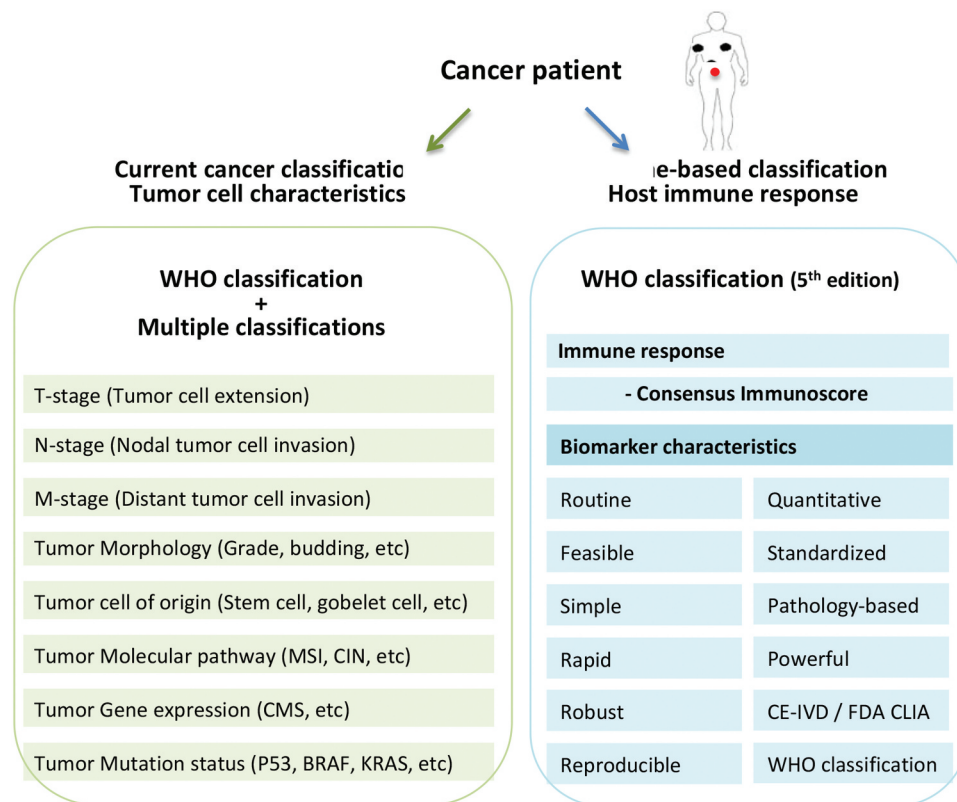 Cancer patient
Current cancer classificatio
Tumor cell characteristics
e-based classification
Host immune response
WHO classification
+
Multiple classifications
T-stage (Tumor cell extension)
N-stage (Nodal tumor cell invasion)
M-stage (Distant tumor cell invasion)
Tumor Morphology (Grade, budding, etc)
Tumor cell of origin (Stem cell, gobelet cell, etc)
Tumor Molecular pathway (MSI, CIN, etc)
Tumor Gene expression (CMS, etc)
Tumor Mutation status (P53, BRAF, KRAS, etc)
WHO classification (5th edition)
Immune response
- Consensus Immunoscore
Biomarker characteristics
Routine
Quantitative
Feasible
Standardized
Simple
Pathology-based
Rapid
Powerful
Robust
CE-IVD / FDA CLIA
Reproducible
WHO classification